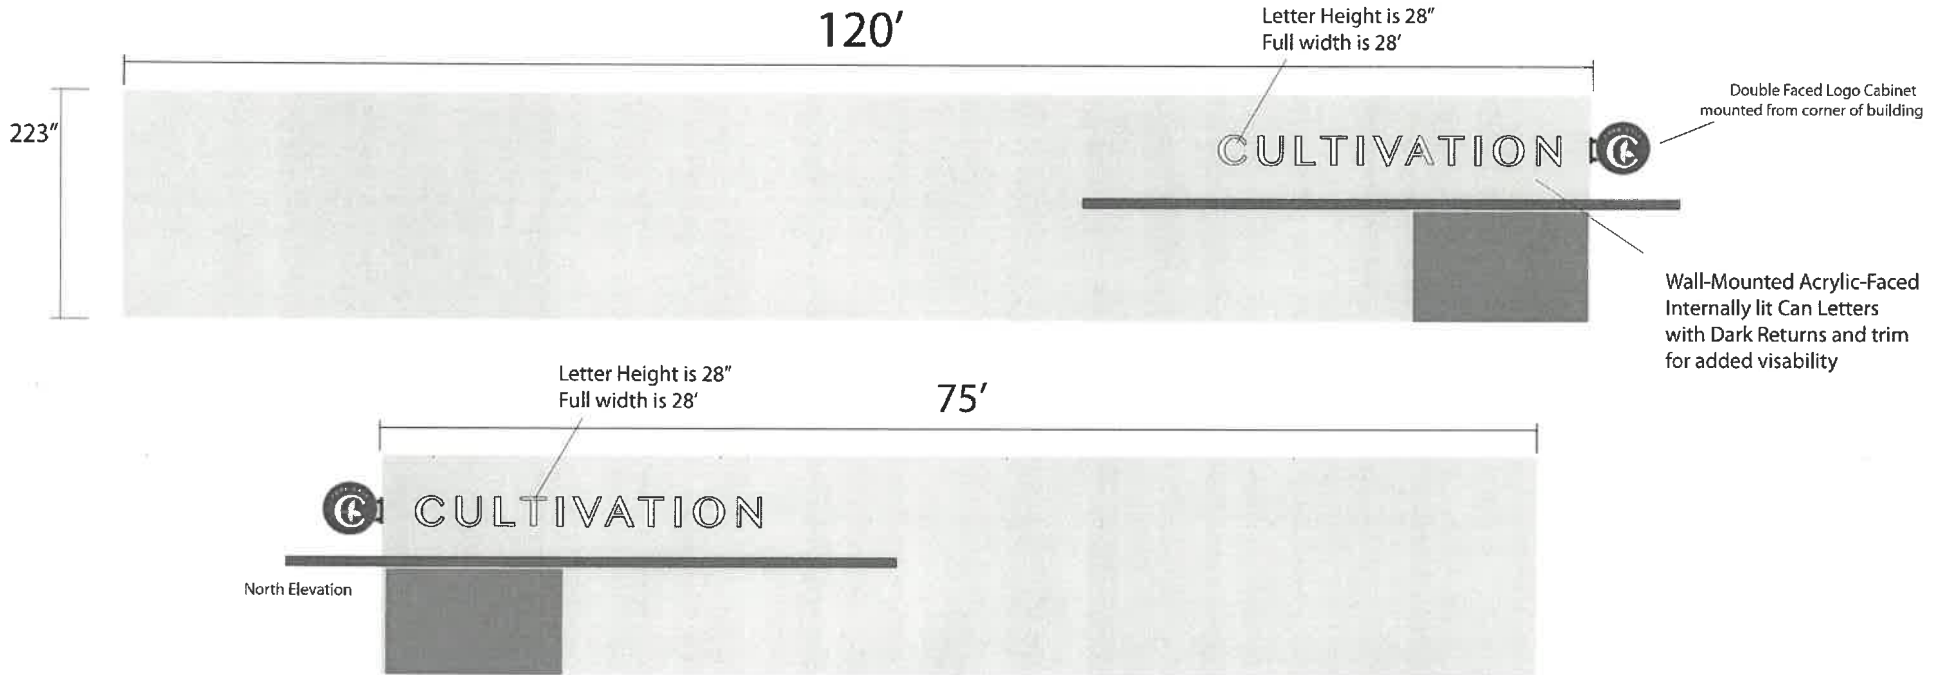 120’
Letter Height is 28”
Full width is 28’
Double Faced Logo Cabinet
mounted from corner of building
223”
CULTIVATION
C
Wall-Mounted Acrylic-Faced
Internally lit Can Letters
with Dark Returns and trim
for added visability
Letter Height is 28”
Full width is 28’
75’
C
CULTIVATION
North Elevation